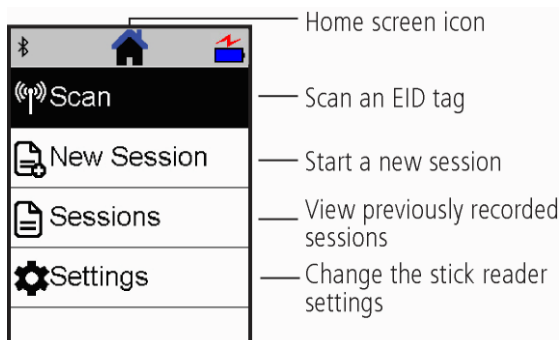 Home screen icon
Scan
Scan an EID tag
New Session
Start a new session
Sessions
View previously recorded
sessions
Settings
Change the stick reader
settings